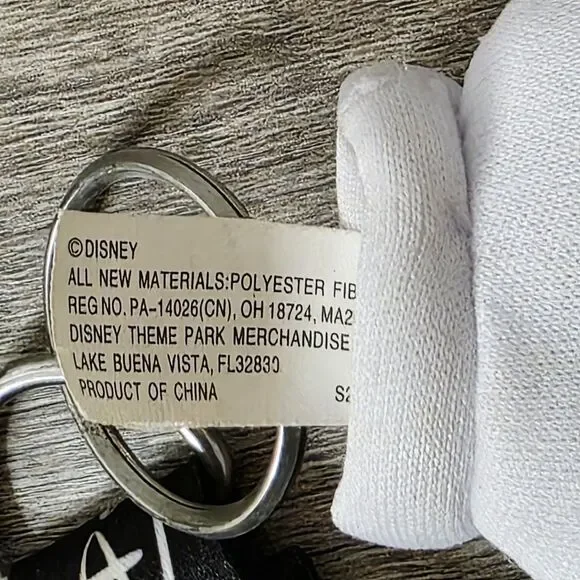 ©DISNEY
ALL NEW MATERIALS:POLYESTER FIB
REG NO. PA-14026(CN), OH 18724, MA2
DISNEY THEME PARK MERCHANDISE
LAKE BUENA VISTA, FL32830
PRODUCT OF CHINA S2